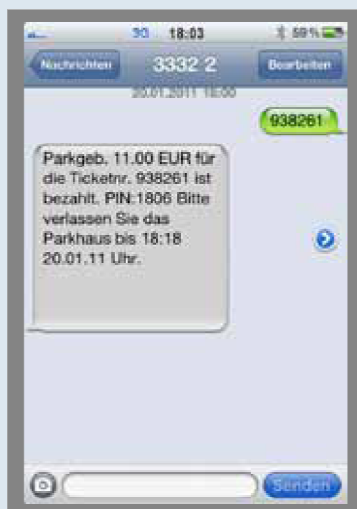 3G 18:03 59%
Nachrichten 3332 2 Bearbeiten
20.01.2011 18:00
938261
Parkgeb. 11.00 EUR für
die Ticketnr. 938261 ist
bezahlt. PIN:1806 Bitte
verlassen Sie das
Parkhaus bis 18:18
20.01.11 Uhr.
Senden